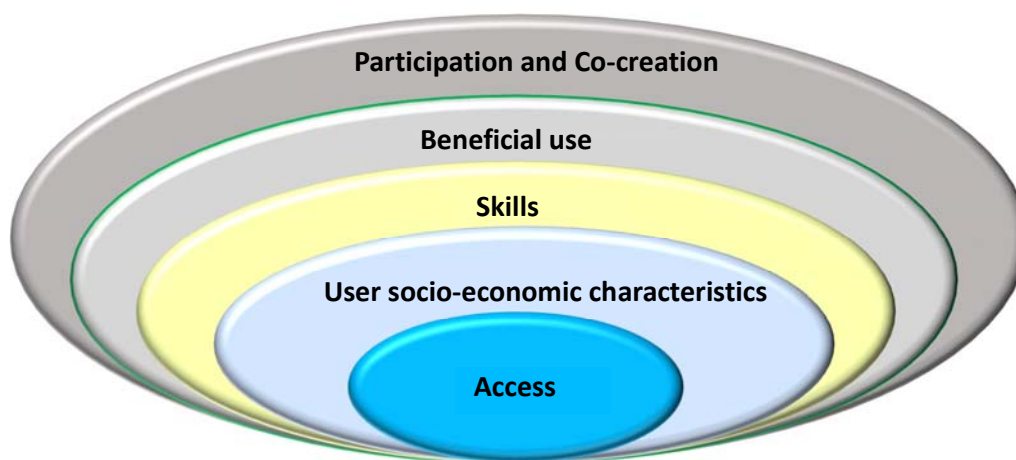 Participation and Co-creation
Beneficial use
Skills
User socio-economic characteristics
Access